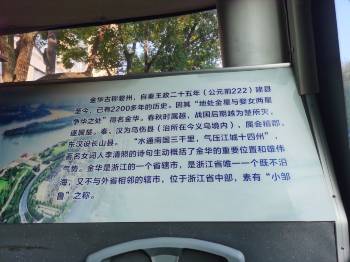 金华古称婺州，自秦王政二十五年（公元前222）建县
至今，已有2200多年的历史。因其“地处金星与婺女两星
争华之处”得名金华。春秋时属越，战国后期越为楚所灭，
遂属楚。秦、汉为乌伤县（治所在今义乌境内），属会稽郡，
东汉设长山县。“水通南国三千里，气压江城十四州”，
著名女词人李清照的诗句生动概括了金华的重要位置和雄伟
气势。金华是浙江的一个省辖市，是浙江省唯一一个既不沿
海，又不与外省相邻的辖市，位于浙江省中部，素有“小邹
鲁”之称。